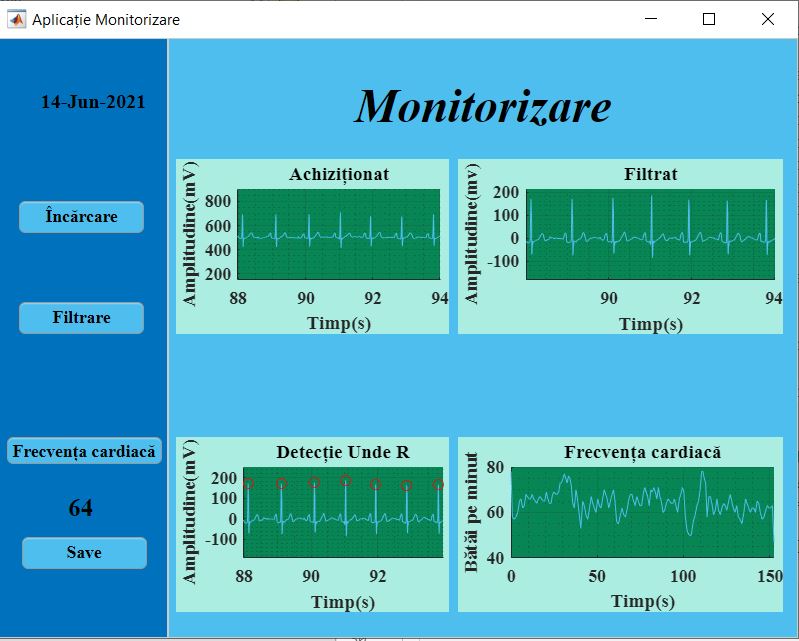 Aplicație Monitorizare
14-Jun-2021
Monitorizare
Încărcare
Filtrare
Frecvența cardiacă
64
Save
Achiziționat
Amplitudine(mV)
800
600
400
200
88 90 92 94
Timp(s)
Filtrat
Amplitudine(mv)
200
100
0
-100
90 92 94
Timp(s)
Detecție Unde R
Amplitudine(mV)
200
100
0
-100
88 90 92
Timp(s)
Frecvența cardiacă
Bătăi pe minut
80
60
40
0 50 100 150
Timp(s)